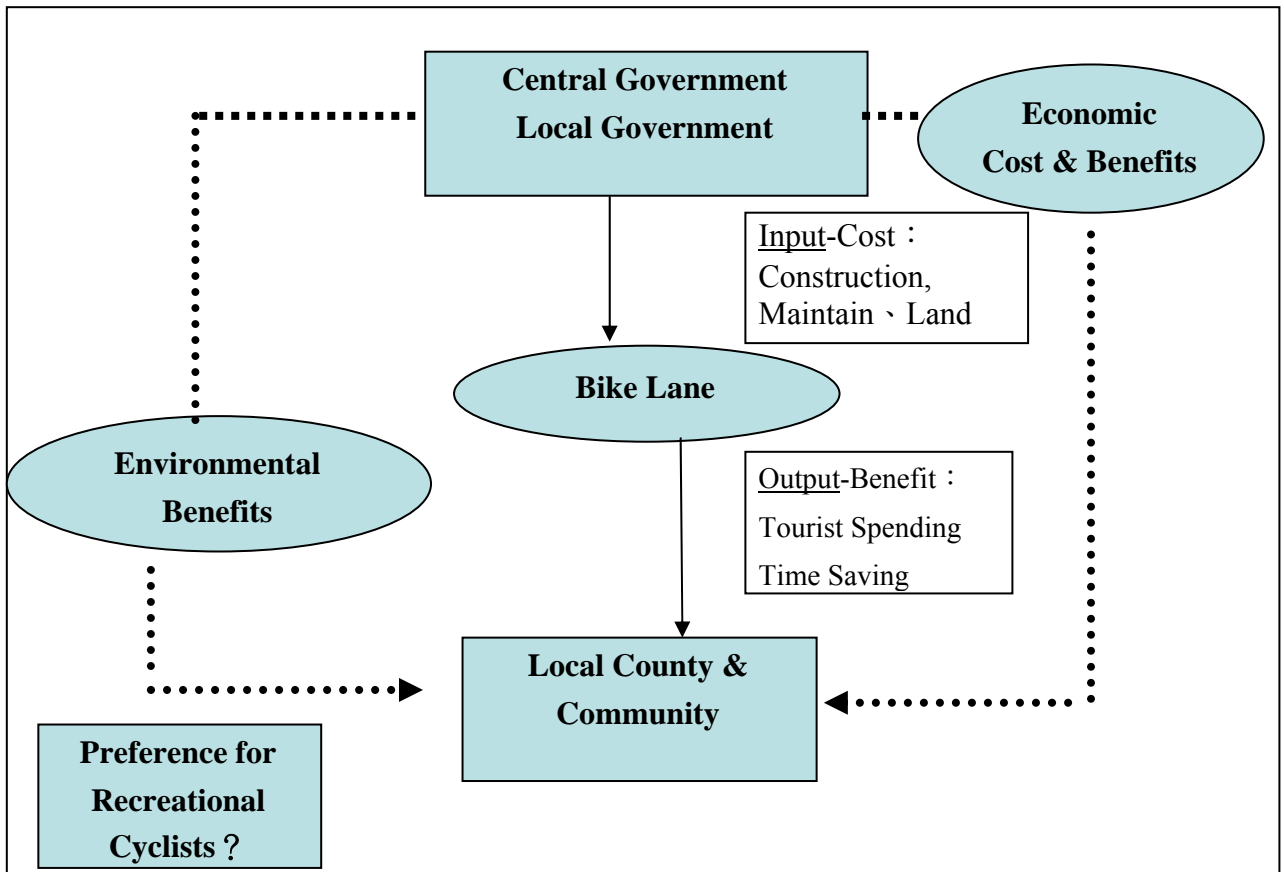 Central Government
Local Government
Economic
Cost & Benefits
Input-Cost：
Construction,
Maintain、Land
Bike Lane
Environmental
Benefits
Output-Benefit：
Tourist Spending
Time Saving
Local County &
Community
Preference for
Recreational
Cyclists？